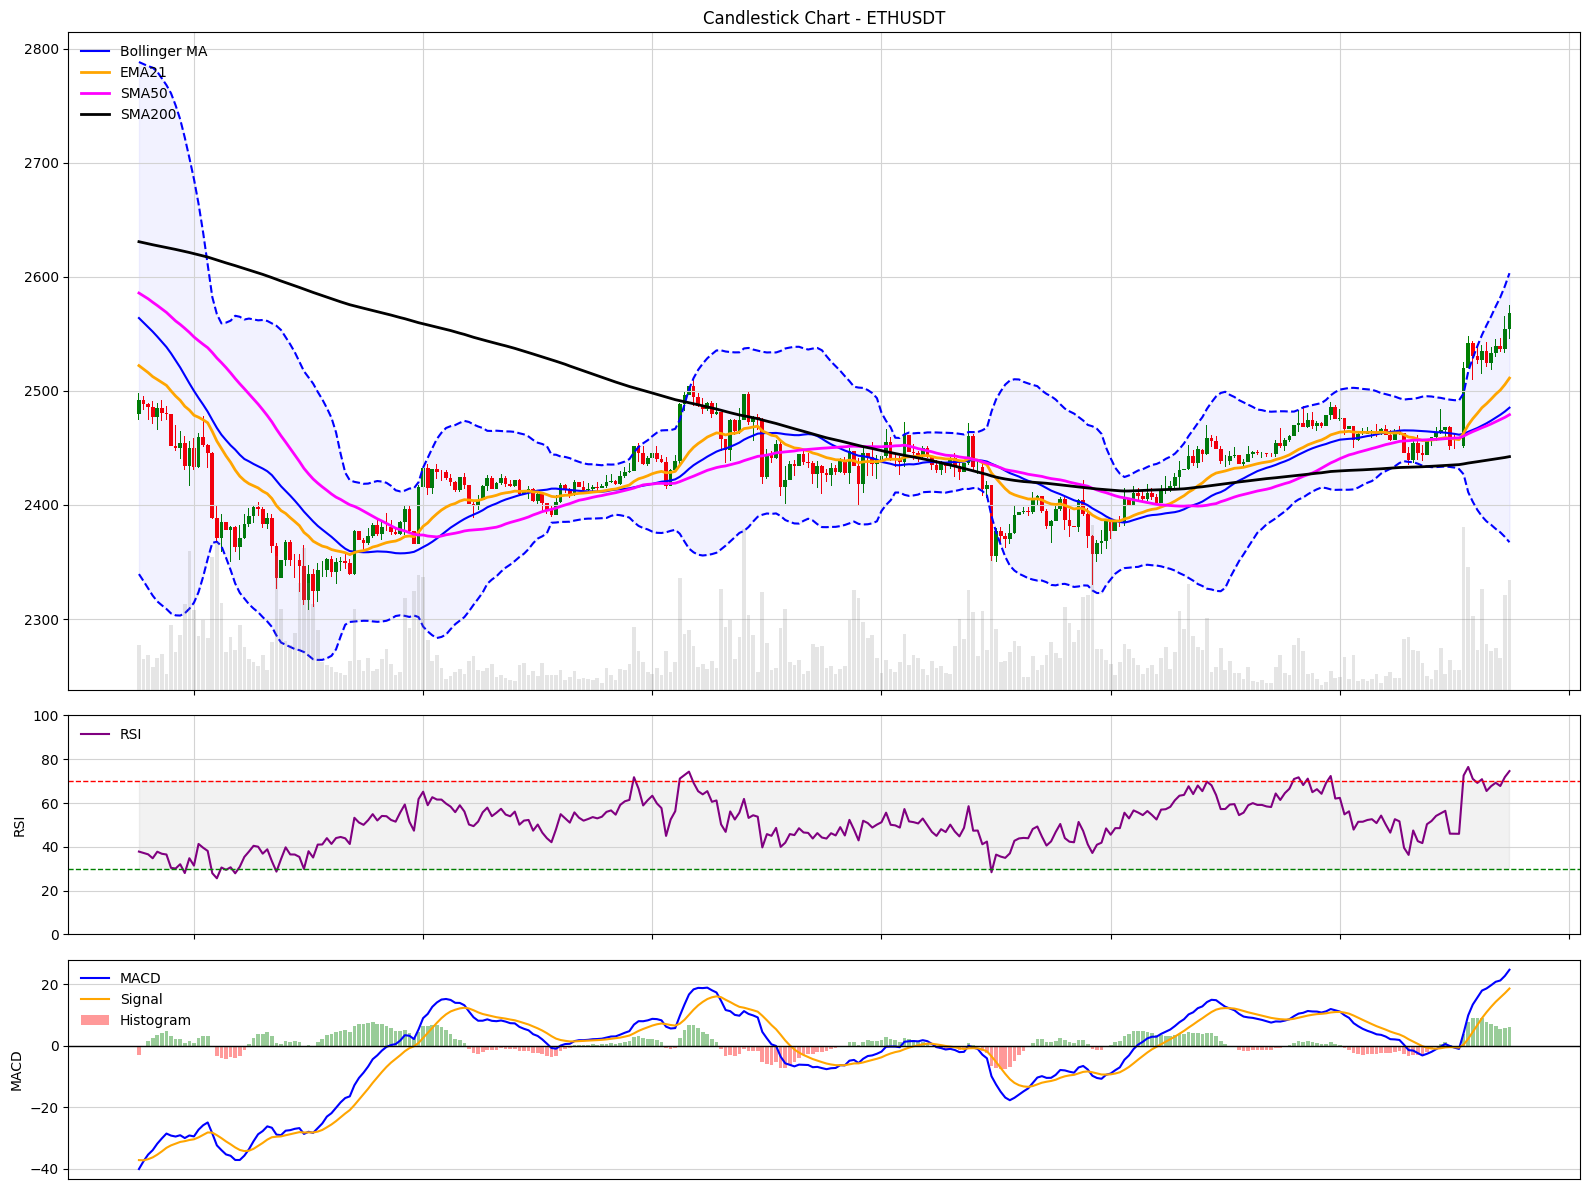 Candlestick Chart - ETHUSDT
Bollinger MA
EMA21
SMA50
SMA200
2800
2700
2600
2500
2400
2300
RSI
RSI
100
80
60
40
20
0
MACD
Signal
Histogram
MACD
20
0
−20
−40